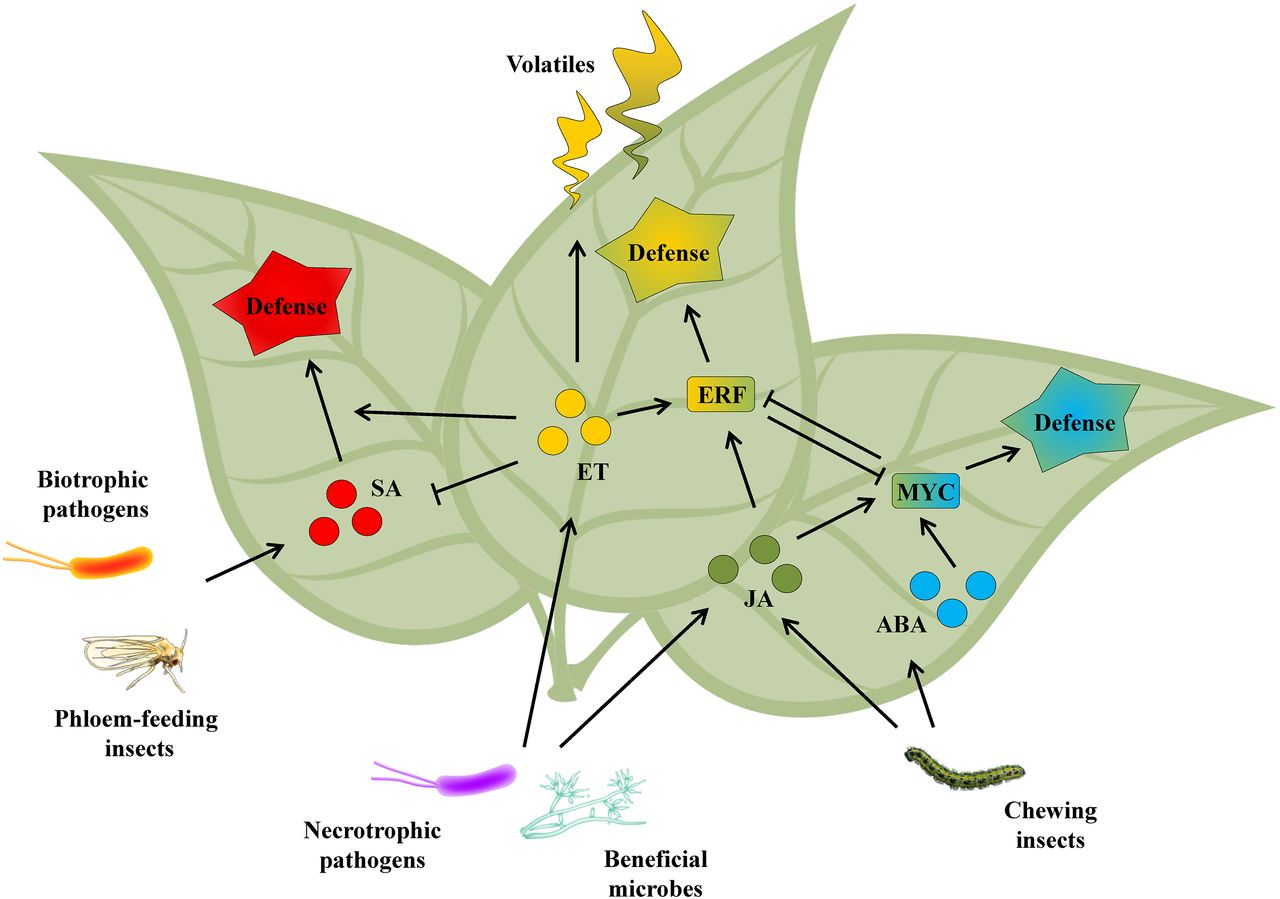 Volatiles
Defense
Defense
ERF
Defense
ET
SA
MYC
Biotrophic
pathogens
JA
ABA
Phloem-feeding
insects
Necrotrophic
pathogens
Beneficial
microbes
Chewing
insects